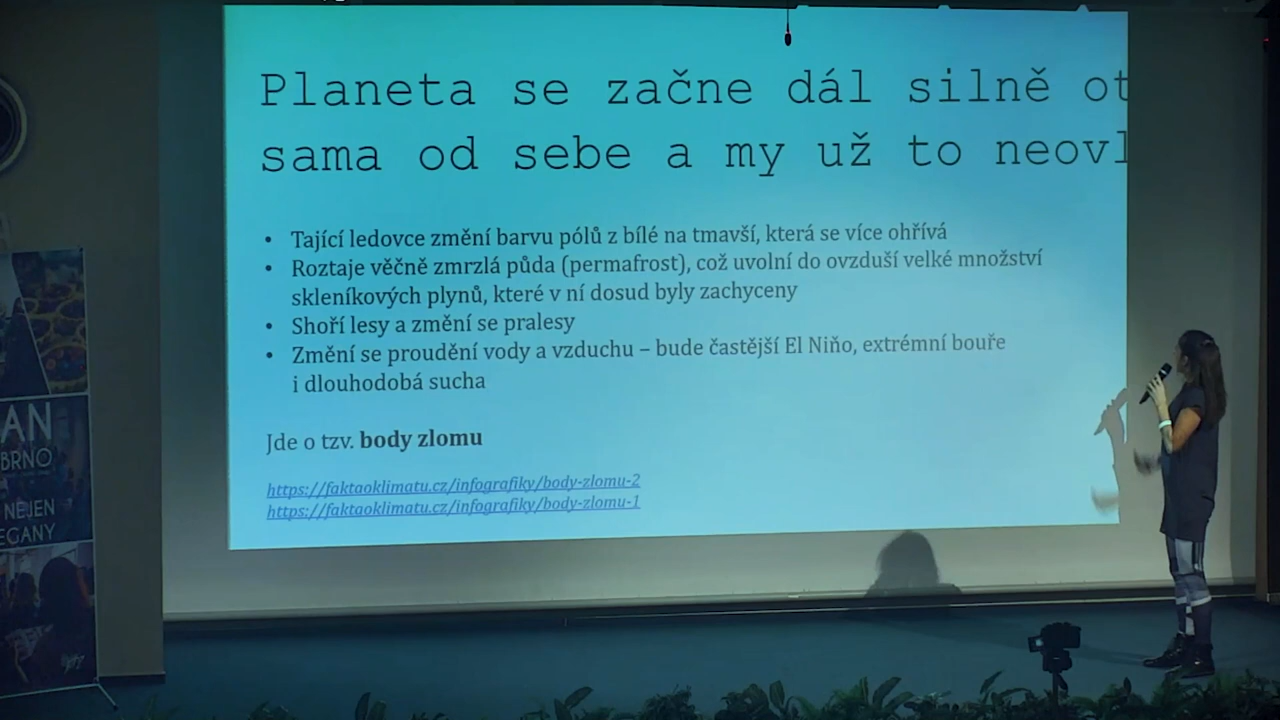 Planeta se začne dál silně ot
sama od sebe a my už to neovl
• Tající ledovce změní barvu pólů z bílé na tmavší, která se více ohřívá
• Roztaje věčně zmrzlá půda (permafrost), což uvolní do ovzduší velké množství
skleníkových plynů, které v ní dosud byly zachyceny
• Shoří lesy a změní se pralesy
• Změní se proudění vody a vzduchu – bude častější El Niño, extrémní bouře
i dlouhodobá sucha
Jde o tzv. body zlomu
https://faktaoklimatu.cz/infografiky/body-zlomu-2
https://faktaoklimatu.cz/infografiky/body-zlomu-1
AN
BRNO
NEJEN
EGANY